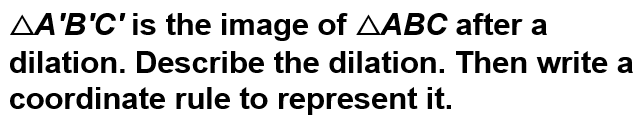 △A'B'C' is the image of △ABC after a
dilation. Describe the dilation. Then write a
coordinate rule to represent it.